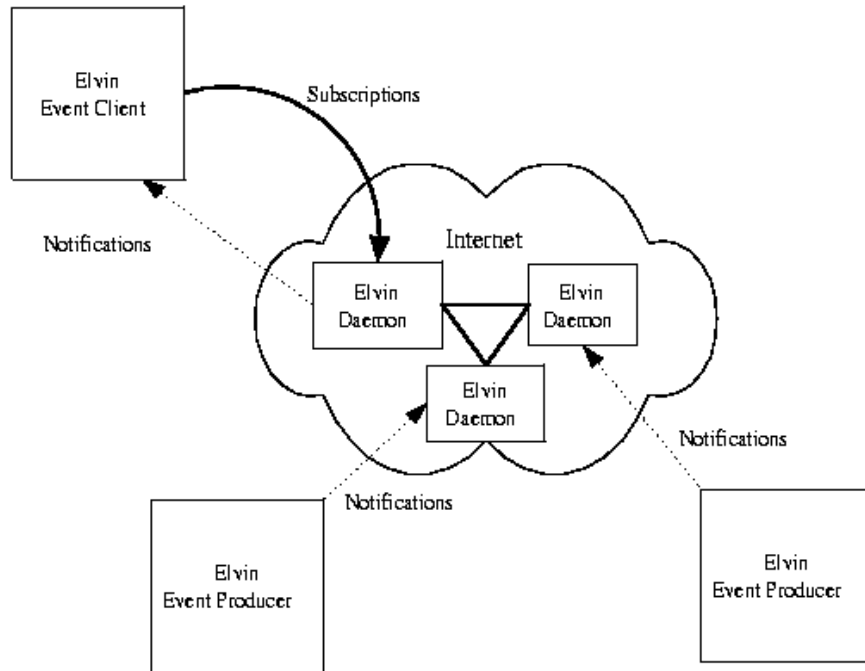 Elvin
Event Client
Subscriptions
Notifications
Internet
Elvin
Daemon
Elvin
Daemon
Elvin
Daemon
Notifications
Notifications
Elvin
Event Producer
Elvin
Event Producer